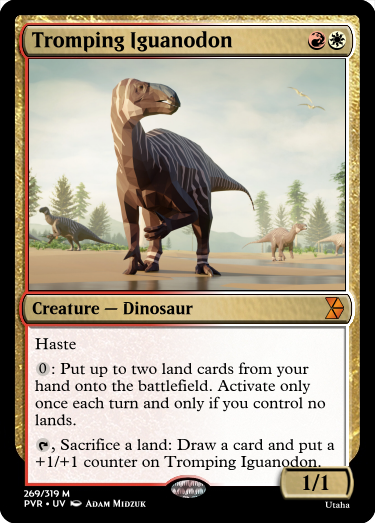 Tromping Iguanodon
Creature — Dinosaur
Haste
0: Put up to two land cards from your
hand onto the battlefield. Activate only
once each turn and only if you control no
lands.
, Sacrifice a land: Draw a card and put a
+1/+1 counter on Tromping Iguanodon.
1/1
269/319 M
PVR • UV Adam Midzuk
Utaha